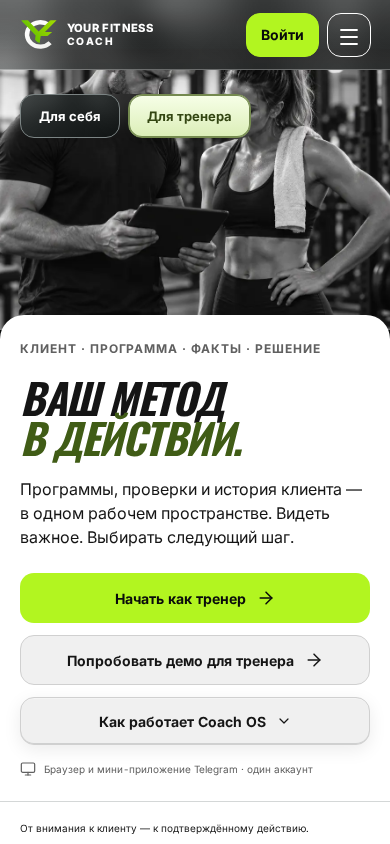 YOUR FITNESS
COACH
Войти
Для себя
Для тренера
КЛИЕНТ · ПРОГРАММА · ФАКТЫ · РЕШЕНИЕ
ВАШ МЕТОД
В ДЕЙСТВИИ.
Программы, проверки и история клиента —
в одном рабочем пространстве. Видеть
важное. Выбирать следующий шаг.
Начать как тренер
Попробовать демо для тренера
Как работает Coach OS
Браузер и мини-приложение Telegram · один аккаунт
От внимания к клиенту — к подтверждённому действию.